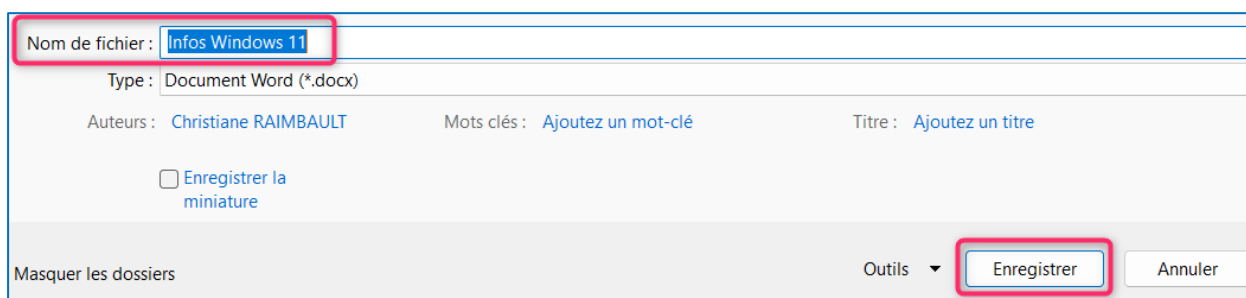 Nom de fichier : Infos Windows 11
Type : Document Word (*.docx)
Auteurs : Christiane RAIMBAULT Mots clés : Ajoutez un mot-clé Titre : Ajoutez un titre
Enregistrer la
miniature
Masquer les dossiers Outils Enregistrer Annuler